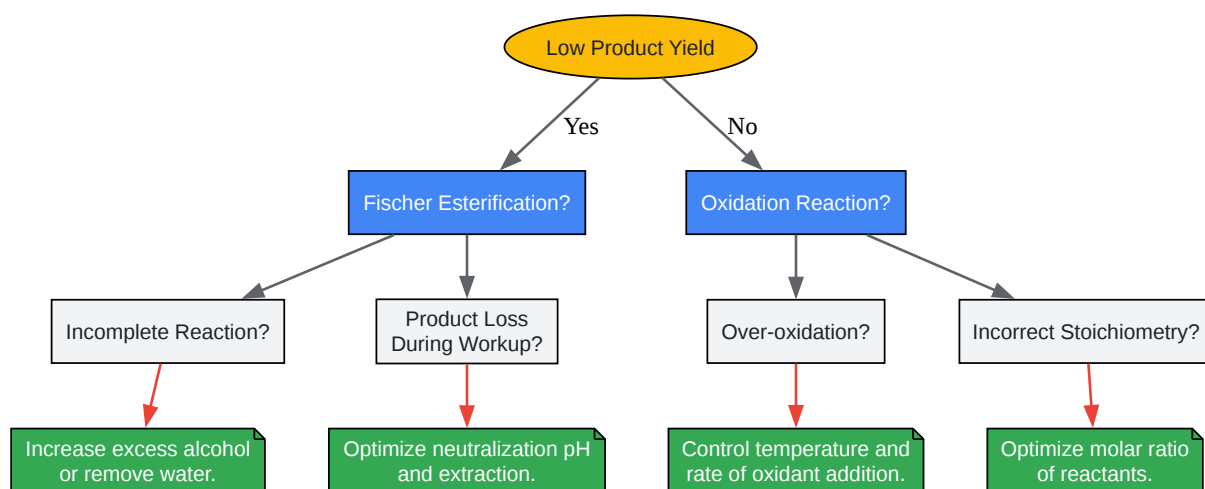 Low Product Yield
Yes
No
Fischer Esterification?
Oxidation Reaction?
Incomplete Reaction?
Product Loss
During Workup?
Over-oxidation?
Incorrect Stoichiometry?
Increase excess alcohol
or remove water.
Optimize neutralization pH
and extraction.
Control temperature and
rate of oxidant addition.
Optimize molar ratio
of reactants.